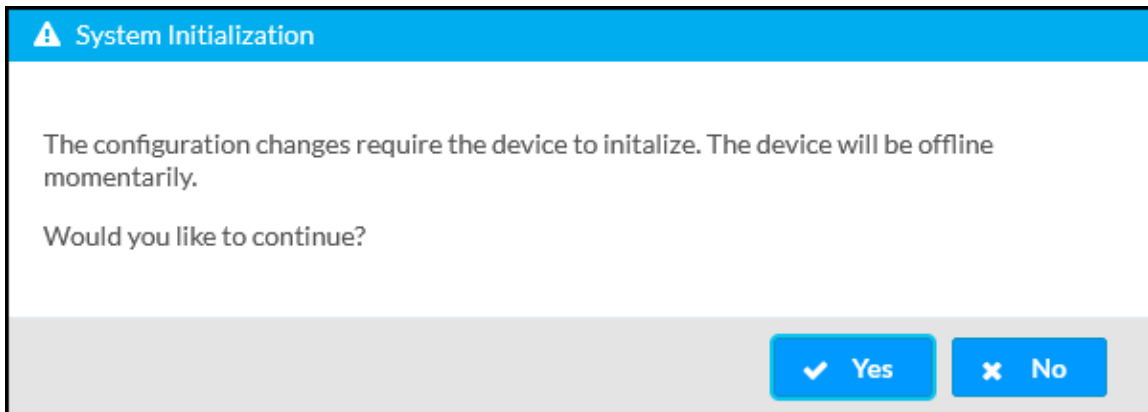 System Initialization
The configuration changes require the device to initalize. The device will be offline
momentarily.
Would you like to continue?
Yes
No